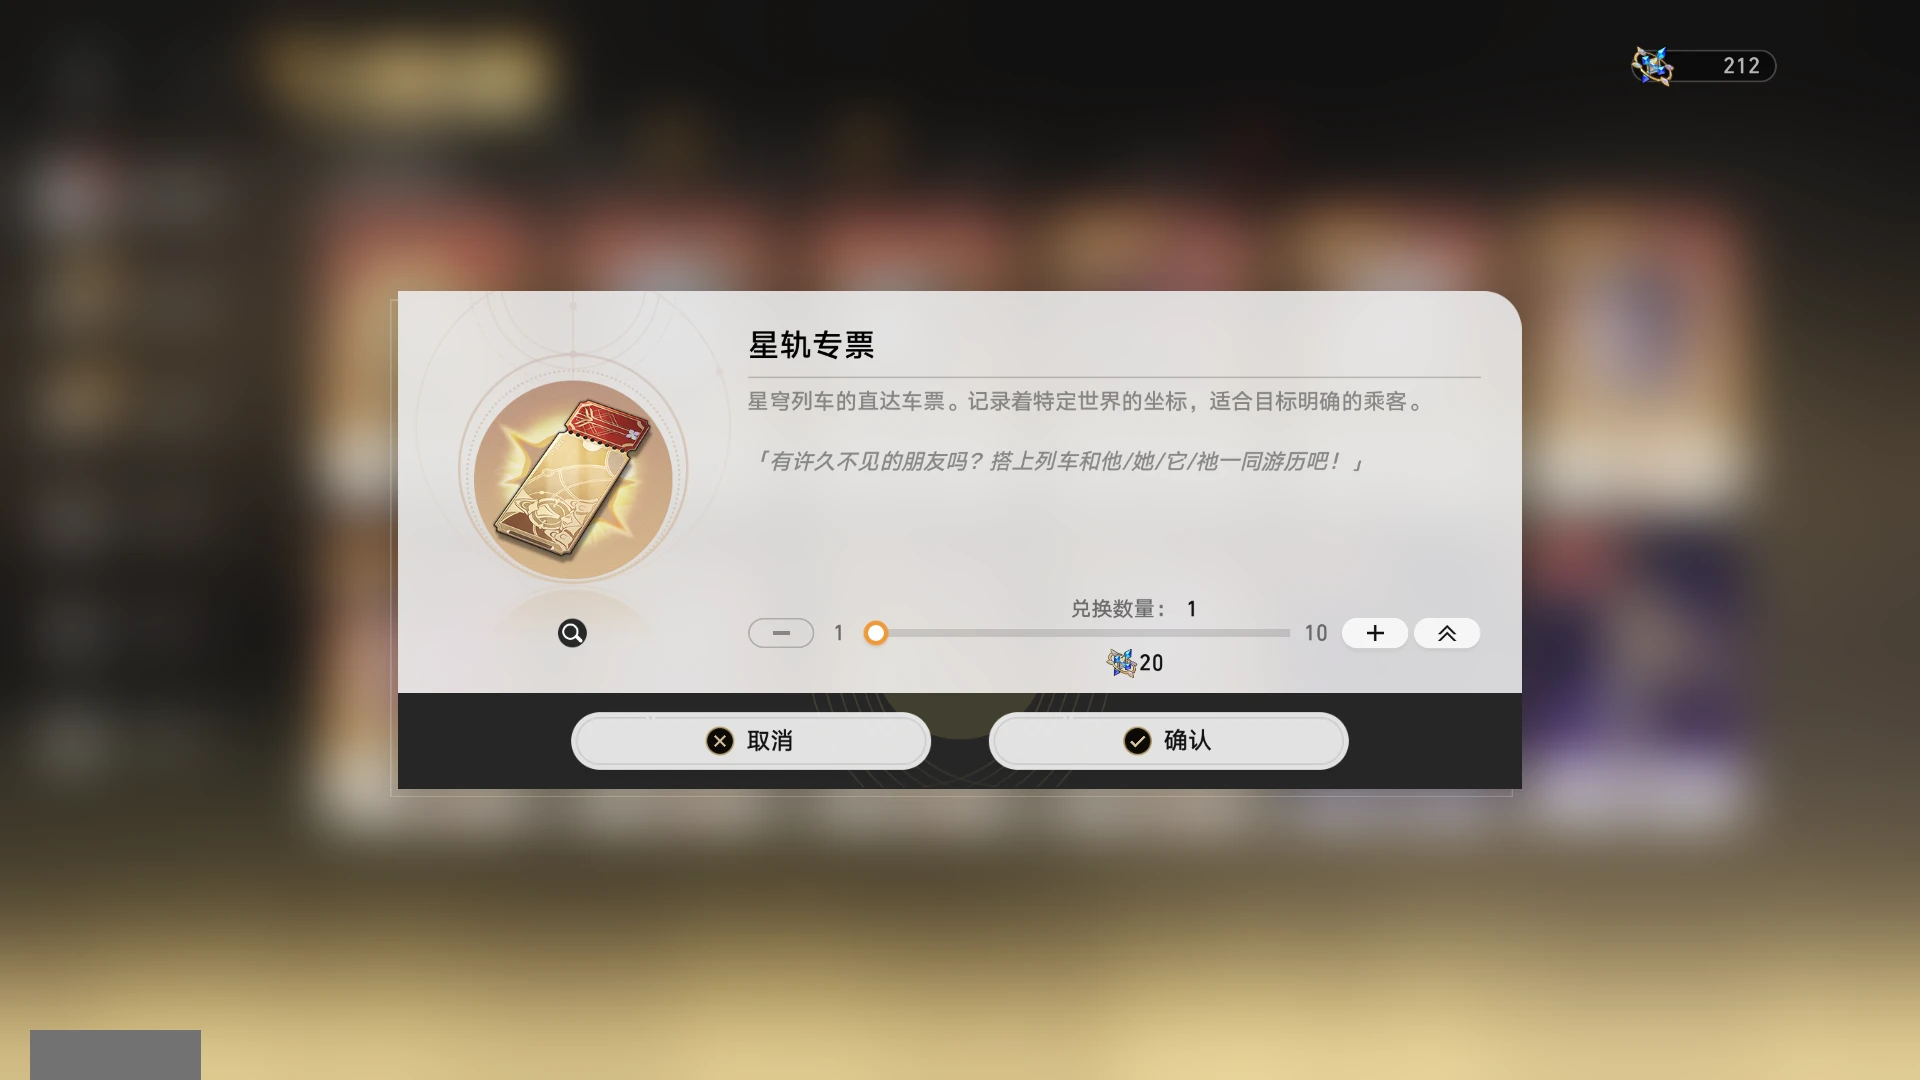 212
星轨专票
星穹列车的直达车票。记录着特定世界的坐标，适合目标明确的乘客。
「有许久不见的朋友吗？搭上列车和他/她/它/祂一同游历吧！」
兑换数量： 1
1
10
20
取消
确认